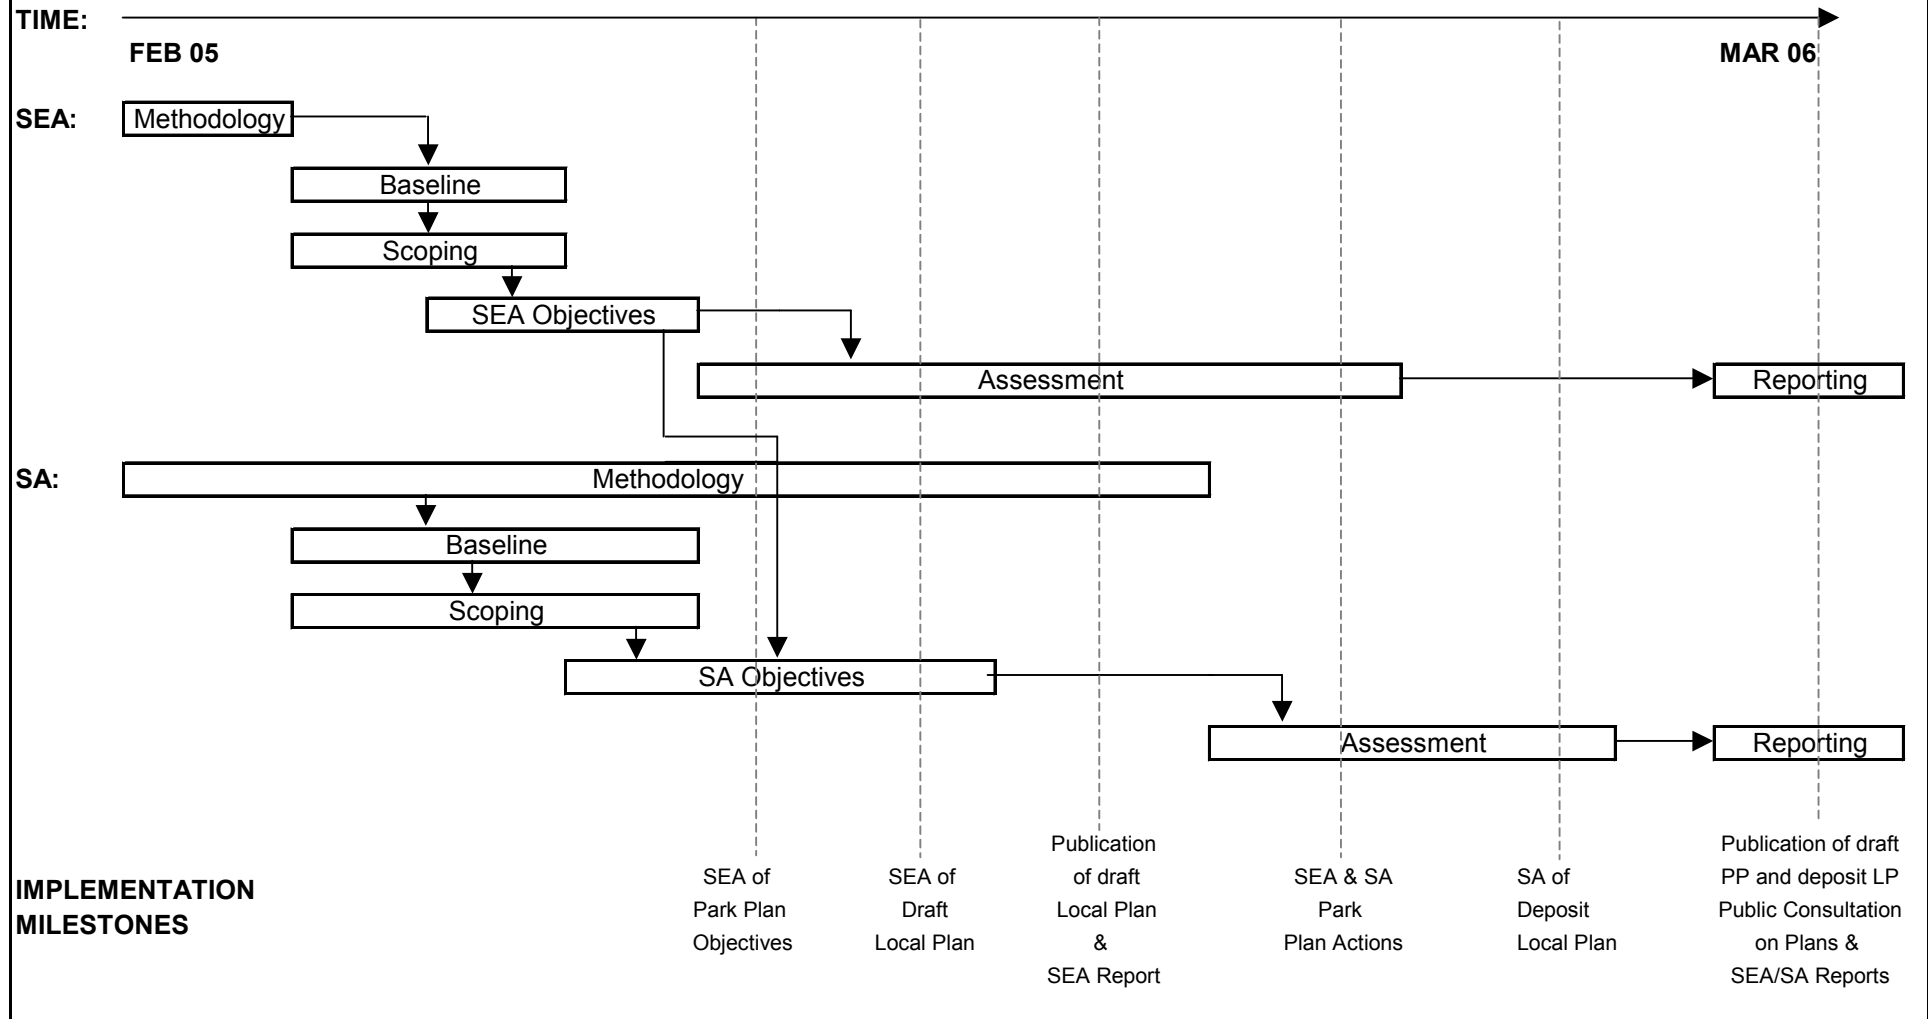 TIME:
FEB 05
MAR 06
SEA:
Methodology
Baseline
Scoping
SEA Objectives
Assessment
Reporting
SA:
Methodology
Baseline
Scoping
SA Objectives
Assessment
Reporting
IMPLEMENTATION
MILESTONES
SEA of
Park Plan
Objectives
SEA of
Draft
Local Plan
Publication
of draft
Local Plan
&
SEA Report
SEA & SA
Park
Plan Actions
SA of
Deposit
Local Plan
Publication of draft
PP and deposit LP
Public Consultation
on Plans &
SEA/SA Reports